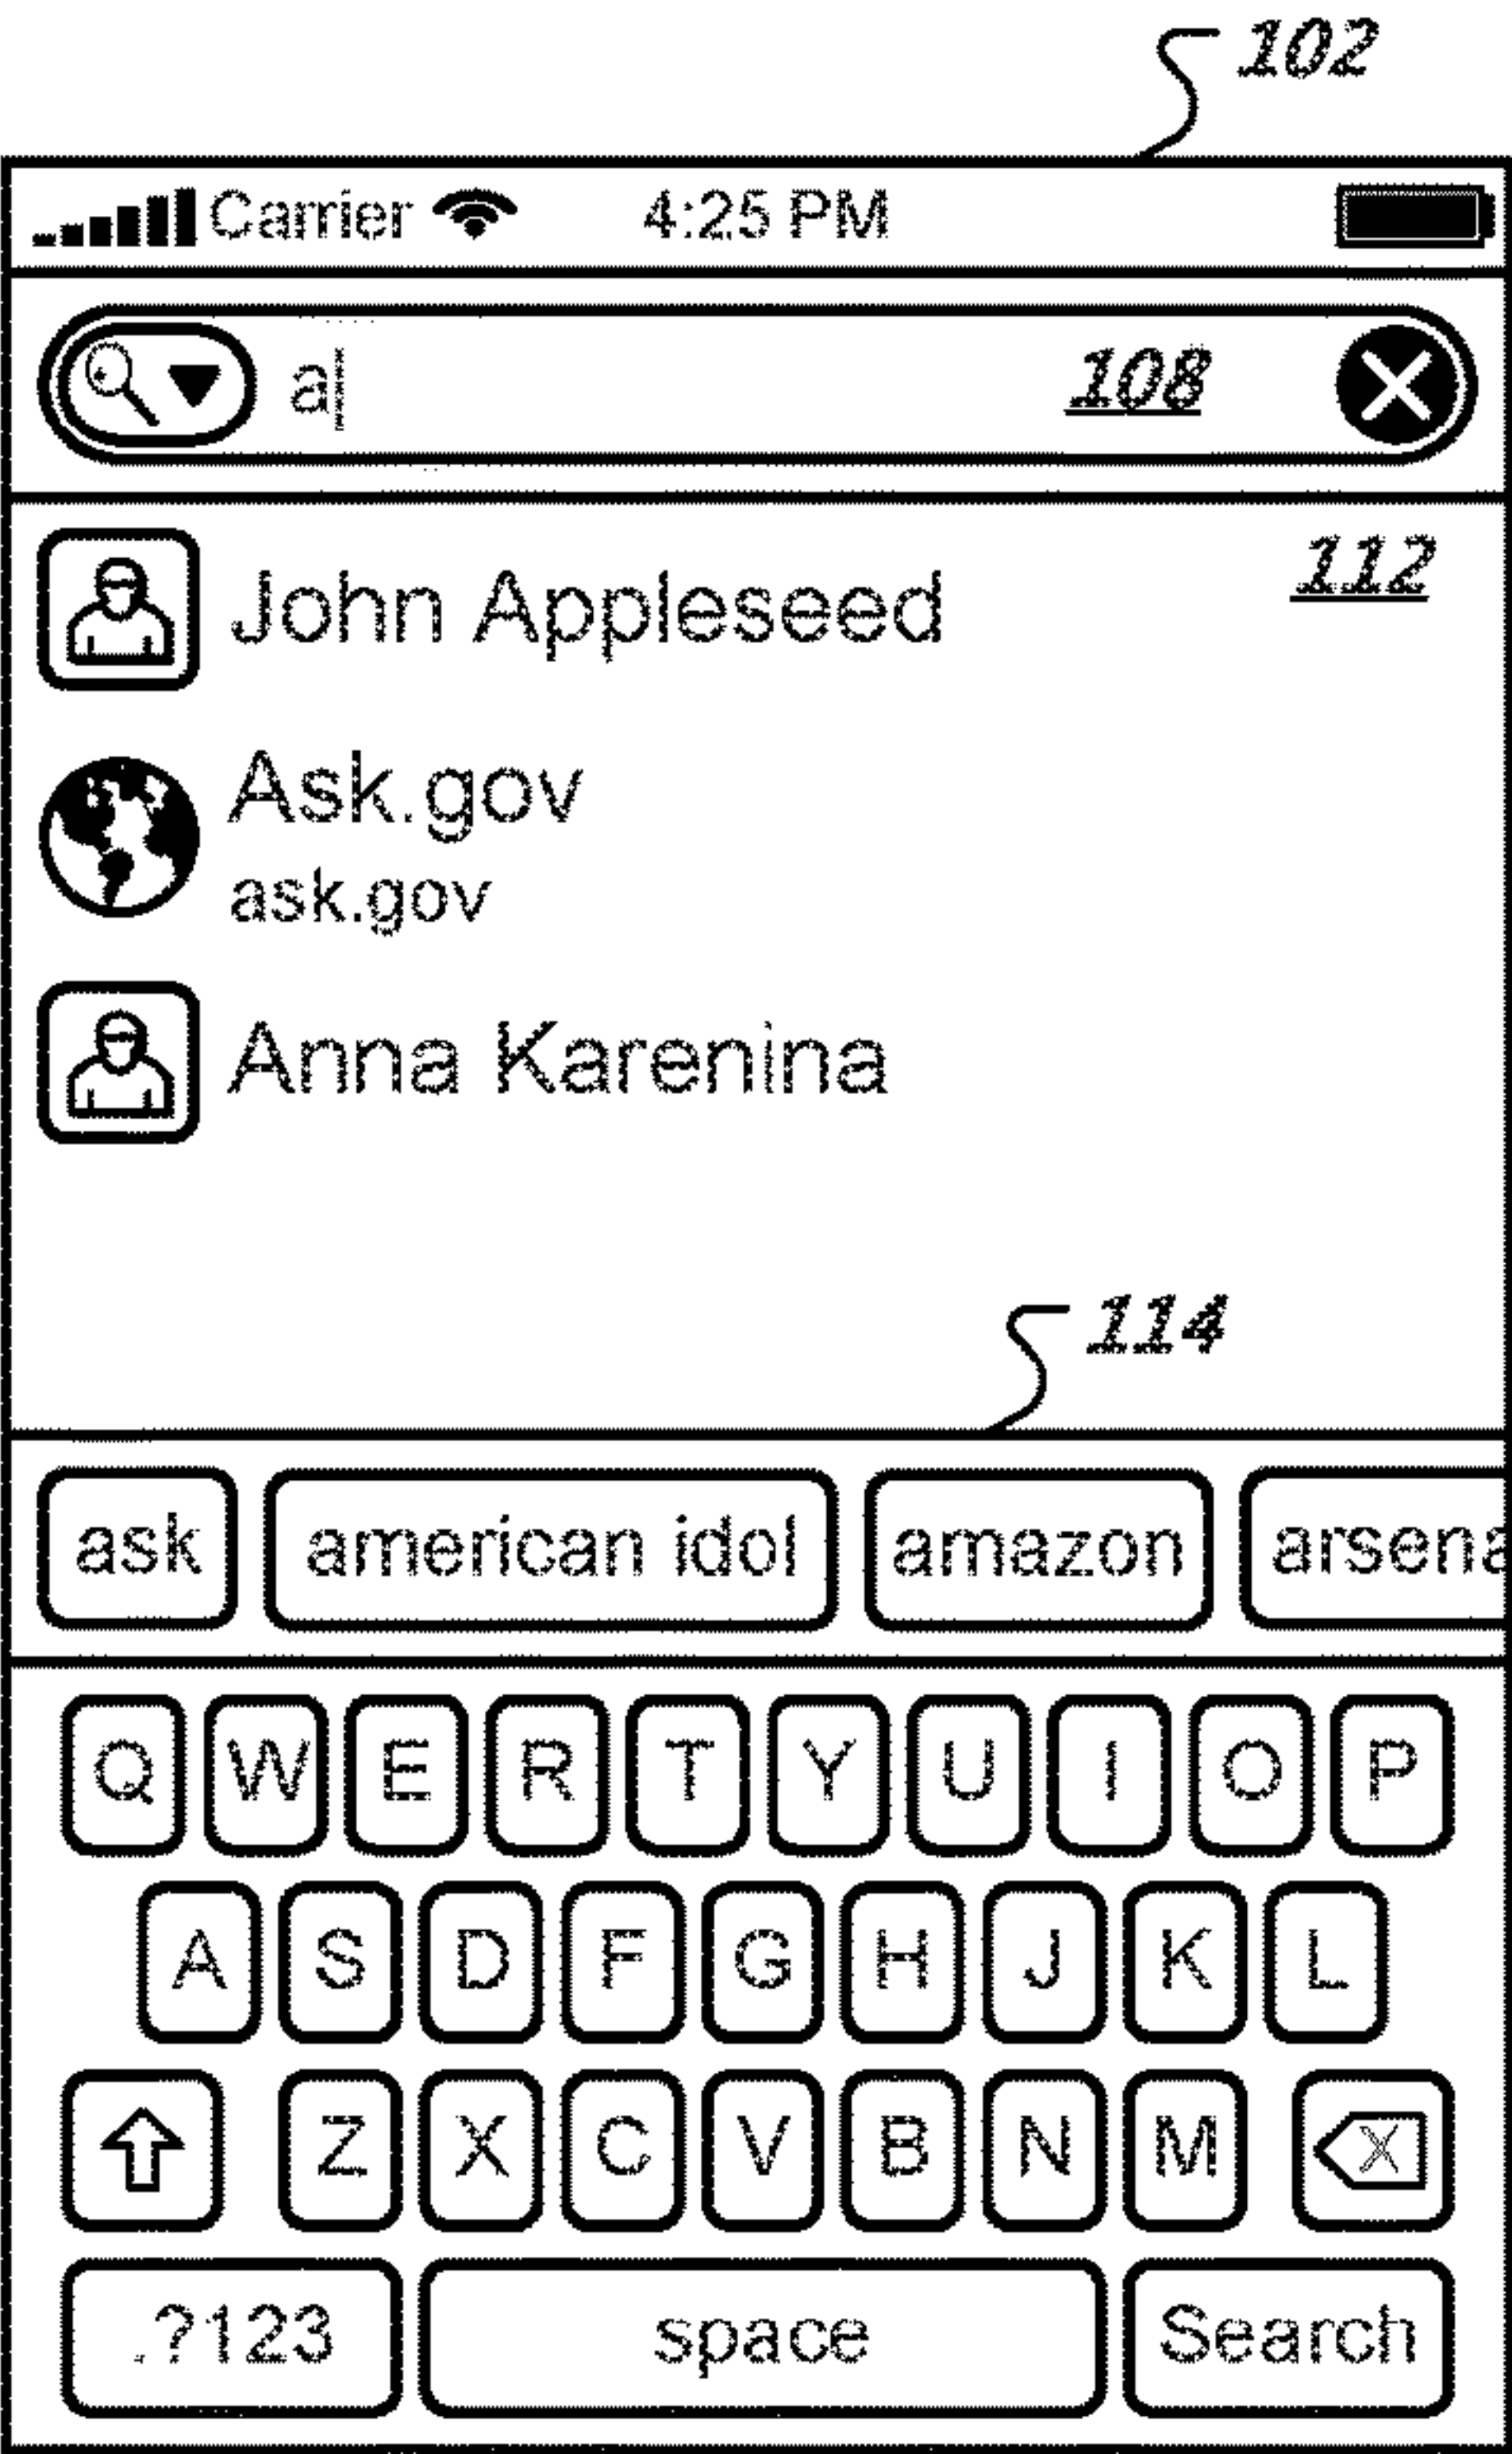 102
Carrier 4:25 PM
a 108
112
John Appleseed
Ask.gov
ask.gov
Anna Karenina
114
ask american idol amazon arsena
Q W E R T Y U I O P
A S D F G H J K L
Z X C V B N M X
.?123 space Search